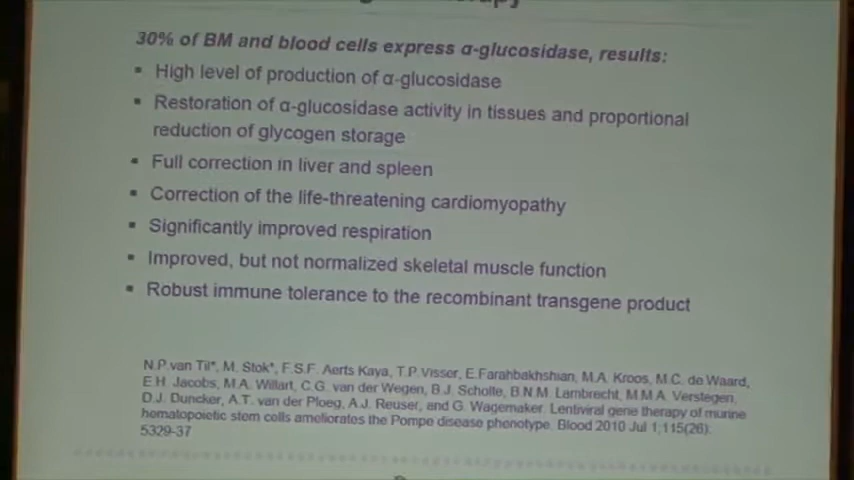 30% of BM and blood cells express α-glucosidase, results:
▪ High level of production of α-glucosidase
▪ Restoration of α-glucosidase activity in tissues and proportional
reduction of glycogen storage
▪ Full correction in liver and spleen
▪ Correction of the life-threatening cardiomyopathy
▪ Significantly improved respiration
▪ Improved, but not normalized skeletal muscle function
▪ Robust immune tolerance to the recombinant transgene product
N.P.van Til*, M. Stok*, F.S.F. Aerts Kaya, T.P.Visser, E.Farahbakhshian, M.A. Kroos, M.C. de Waard,
E.H. Jacobs, M.A. Willart, C.G. van der Wegen, B.J. Scholte, B.N.M. Lambrecht, M.M.A. Verstegen,
D.J. Duncker, A.T. van der Ploeg, A.J. Reuser, and G. Wagemaker. Lentiviral gene therapy of murine
hematopoietic stem cells ameliorates the Pompe disease phenotype. Blood 2010 Jul 1;115(26):
5329-37